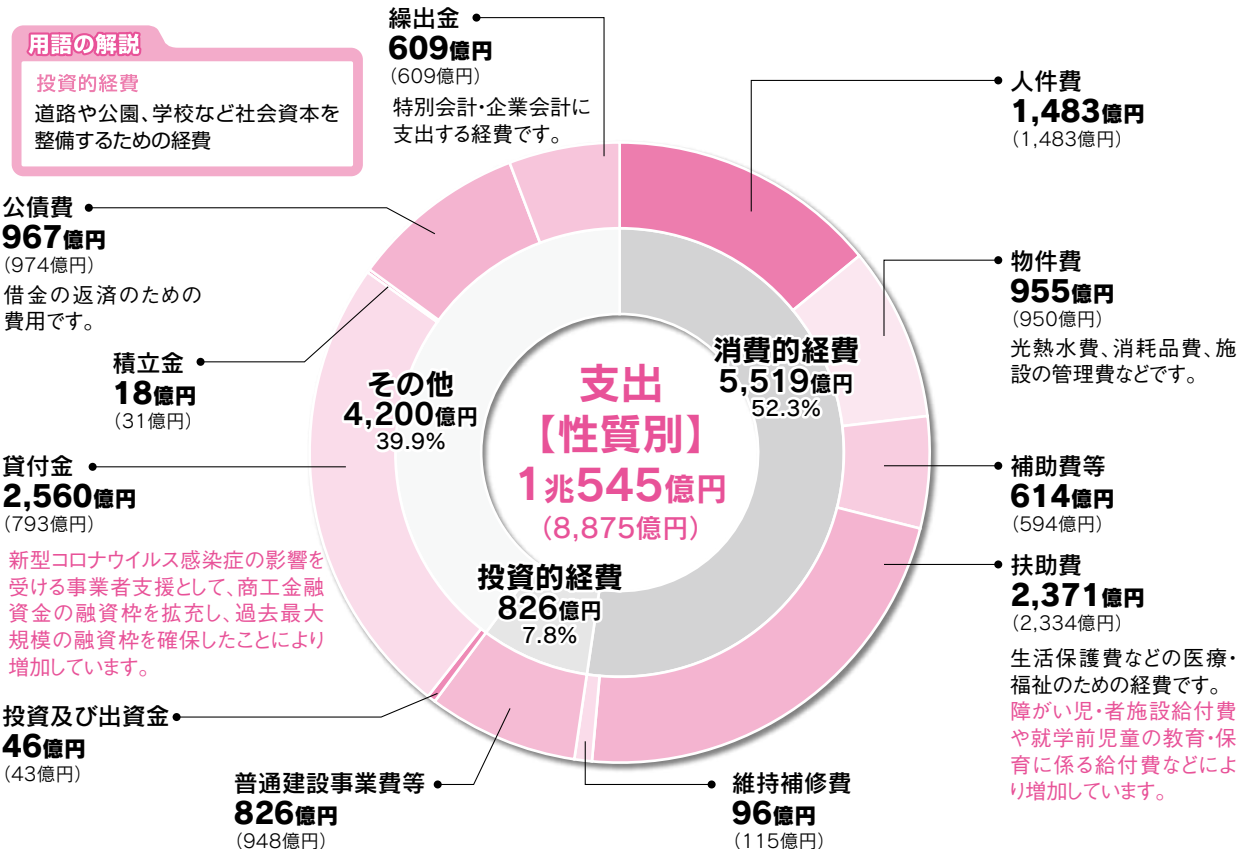 用語の解説
投資的経費
道路や公園、学校など社会資本を
整備するための経費
繰出金
609億円
(609億円)
特別会計・企業会計に
支出する経費です。
人件費
1,483億円
(1,483億円)
物件費
955億円
(950億円)
光熱水費、消耗品費、施
設の管理費などです。
補助費等
614億円
(594億円)
扶助費
2,371億円
(2,334億円)
生活保護費などの医療・
福祉のための経費です。
障がい児・者施設給付費
や就学前児童の教育・保
育に係る給付費などによ
り増加しています。
維持補修費
96億円
(115億円)
普通建設事業費等
826億円
(948億円)
投資及び出資金
46億円
(43億円)
貸付金
2,560億円
(793億円)
新型コロナウイルス感染症の影響を
受ける事業者支援として、商工金融
資金の融資枠を拡充し、過去最大
規模の融資枠を確保したことにより
増加しています。
積立金
18億円
(31億円)
公債費
967億円
(974億円)
借金の返済のための
費用です。
消費的経費
5,519億円
52.3%
その他
4,200億円
39.9%
投資的経費
826億円
7.8%
支出
【性質別】
1兆545億円
(8,875億円)